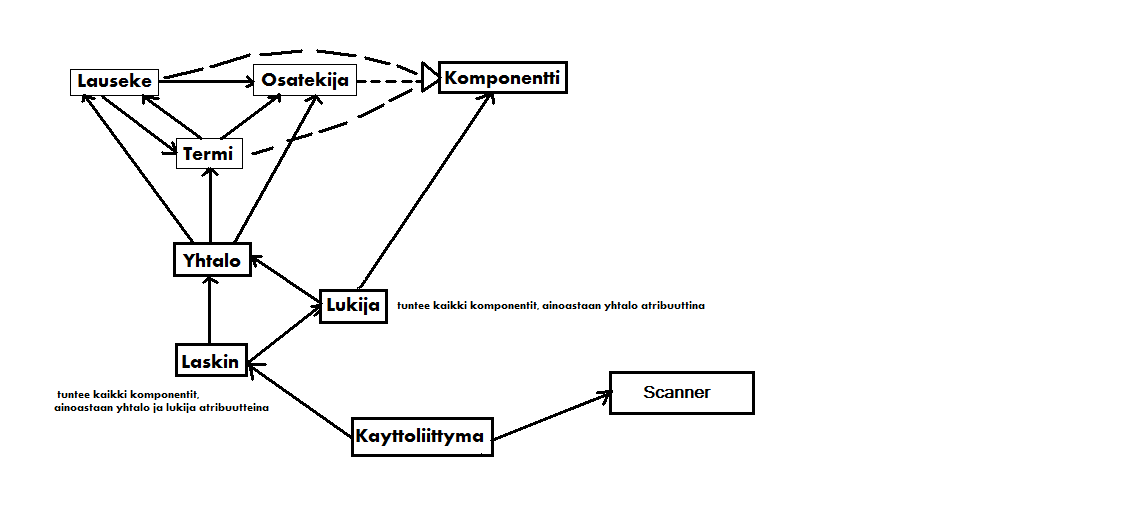 Lauseke
Osatekija
Komponentti
Termi
Yhtalo
Lukija
tuntee kaikki komponentit, ainoastaan yhtalo atribuuttina
Laskin
tuntee kaikki komponentit,
ainoastaan yhtalo ja lukija atribuutteina
Scanner
Kayttoliittyma